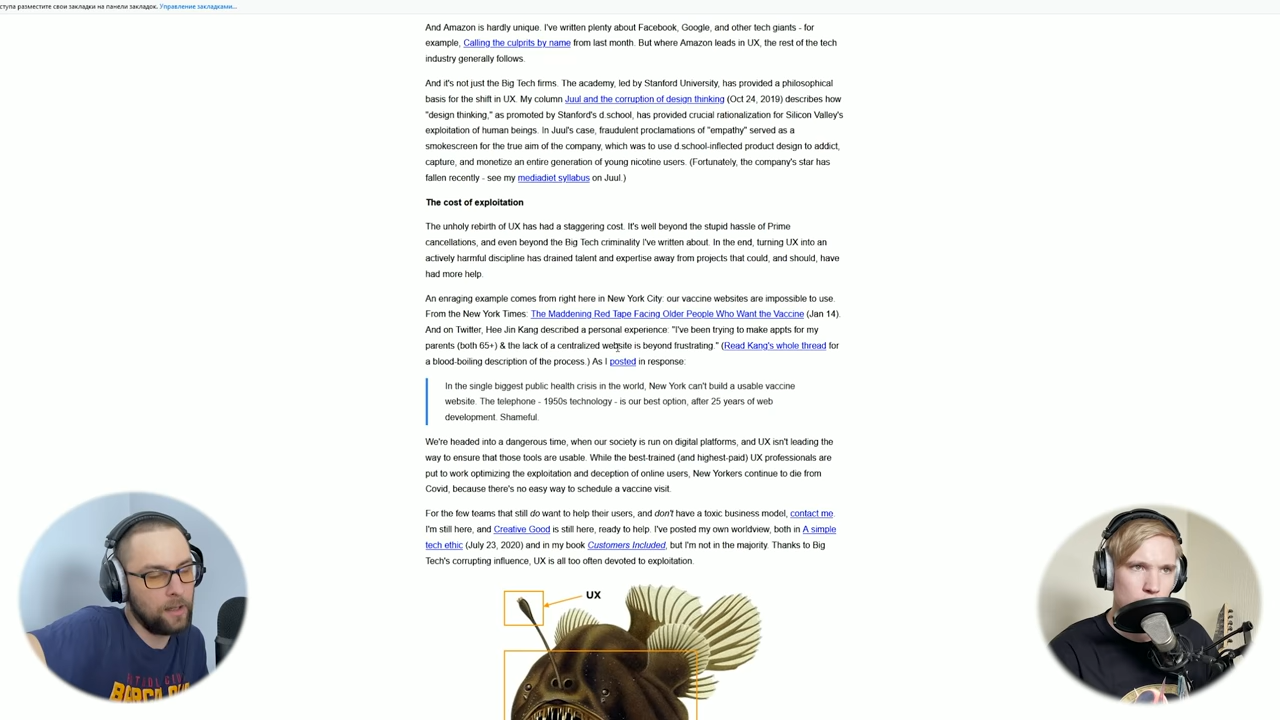 ступа разместите свои закладки на панели закладок. Управление закладками...
And Amazon is hardly unique. I've written plenty about Facebook, Google, and other tech giants - for
example, Calling the culprits by name from last month. But where Amazon leads in UX, the rest of the tech
industry generally follows.
And it's not just the Big Tech firms. The academy, led by Stanford University, has provided a philosophical
basis for the shift in UX. My column Juul and the corruption of design thinking (Oct 24, 2019) describes how
"design thinking," as promoted by Stanford's d.school, has provided crucial rationalization for Silicon Valley's
exploitation of human beings. In Juul's case, fraudulent proclamations of "empathy" served as a
smokescreen for the true aim of the company, which was to use d.school-inflected product design to addict,
capture, and monetize an entire generation of young nicotine users. (Fortunately, the company's star has
fallen recently - see my mediadiet syllabus on Juul.)
The cost of exploitation
The unholy rebirth of UX has had a staggering cost. It's well beyond the stupid hassle of Prime
cancellations, and even beyond the Big Tech criminality I've written about. In the end, turning UX into an
actively harmful discipline has drained talent and expertise away from projects that could, and should, have
had more help.
An enraging example comes from right here in New York City: our vaccine websites are impossible to use.
From the New York Times: The Maddening Red Tape Facing Older People Who Want the Vaccine (Jan 14).
And on Twitter, Hee Jin Kang described a personal experience: "I've been trying to make appts for my
parents (both 65+) & the lack of a centralized website is beyond frustrating." (Read Kang's whole thread for
a blood-boiling description of the process.) As I posted in response:
In the single biggest public health crisis in the world, New York can't build a usable vaccine
website. The telephone - 1950s technology - is our best option, after 25 years of web
development. Shameful.
We're headed into a dangerous time, when our society is run on digital platforms, and UX isn't leading the
way to ensure that those tools are usable. While the best-trained (and highest-paid) UX professionals are
put to work optimizing the exploitation and deception of online users, New Yorkers continue to die from
Covid, because there's no easy way to schedule a vaccine visit.
For the few teams that still do want to help their users, and don't have a toxic business model, contact me.
I'm still here, and Creative Good is still here, ready to help. I've posted my own worldview, both in A simple
tech ethic (July 23, 2020) and in my book Customers Included, but I'm not in the majority. Thanks to Big
Tech's corrupting influence, UX is all too often devoted to exploitation.
UX